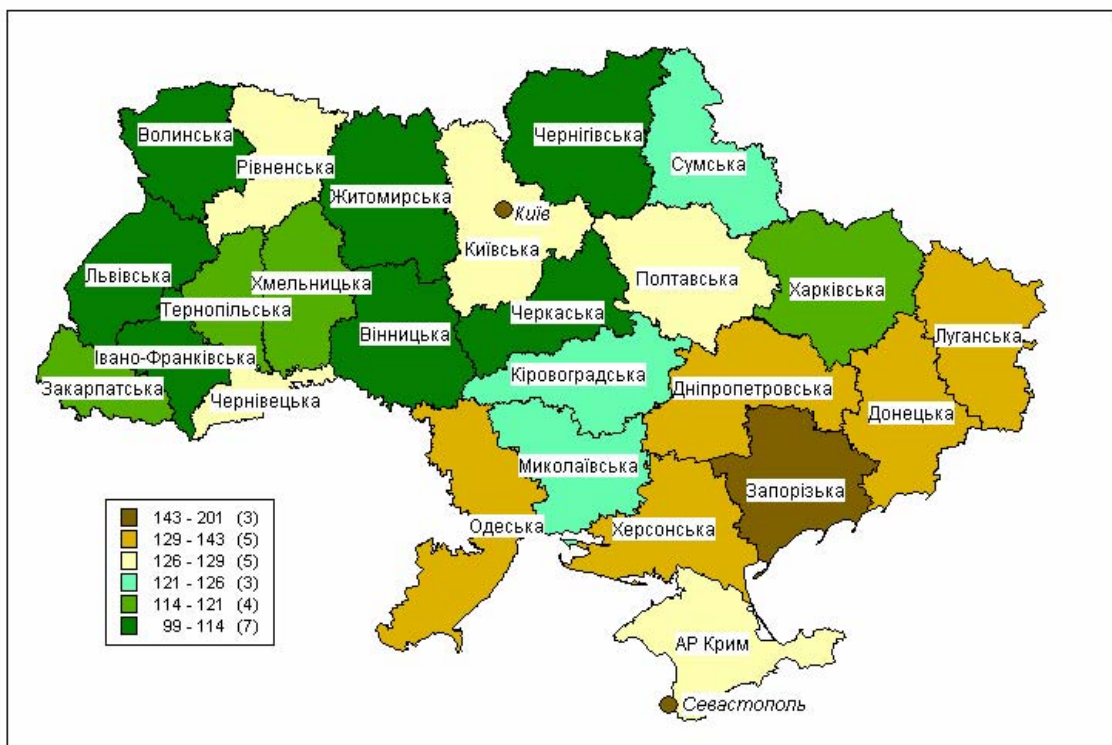 Волинська
Рівненська
Житомирська
Чернігівська
Сумська
Київ
Київська
Львівська
Тернопільська
Хмельницька
Вінницька
Черкаська
Полтавська
Харківська
Луганська
Івано-Франківська
Закарпатська
Чернівецька
Кіровоградська
Дніпропетровська
Донецька
Миколаївська
Запорізька
Одеська
Херсонська
АР Крим
Севастополь
143 - 201 (3)
129 - 143 (5)
126 - 129 (5)
121 - 126 (3)
114 - 121 (4)
99 - 114 (7)